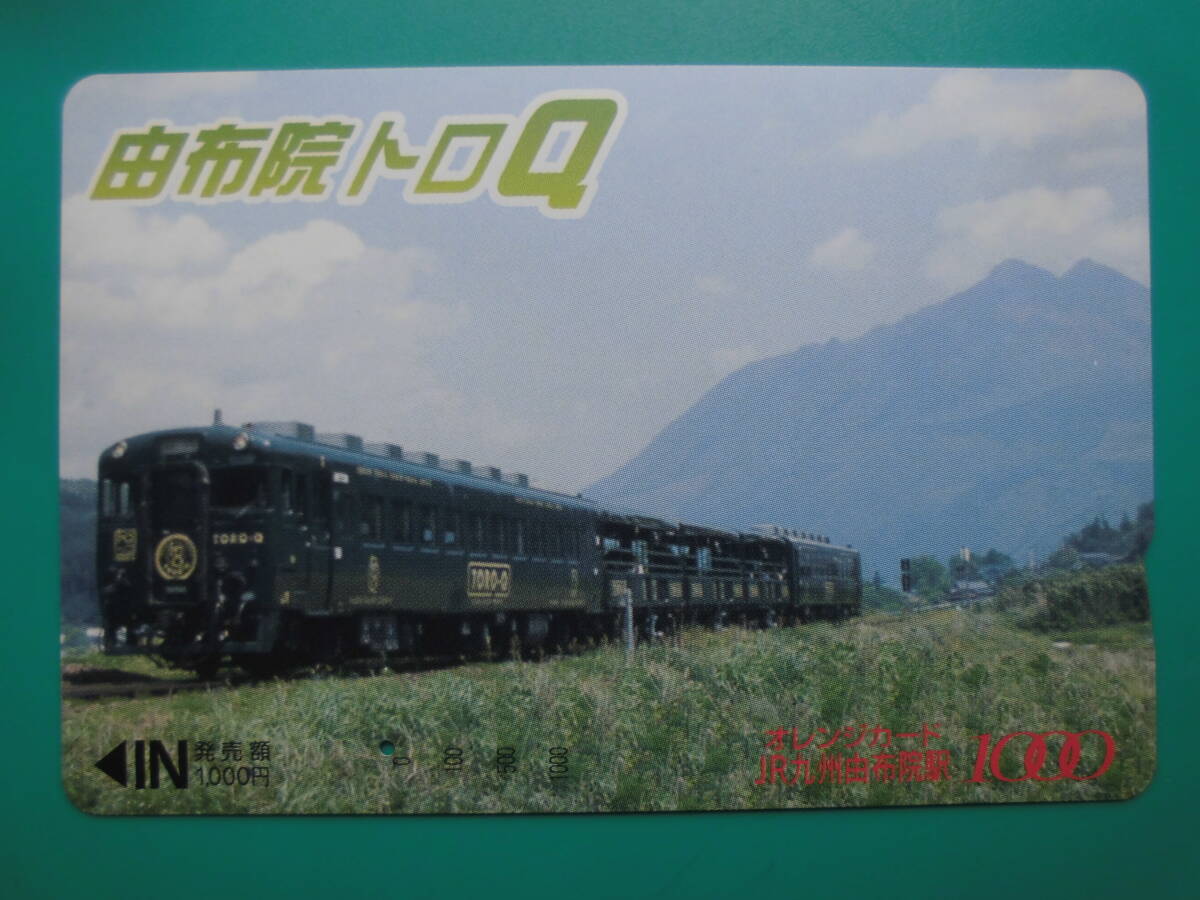 由布院トロQ
TORO-Q
TORO-Q
IN
発売額
1,000円
0 100 500 1000
オレンジカード
JR九州由布院駅
1000